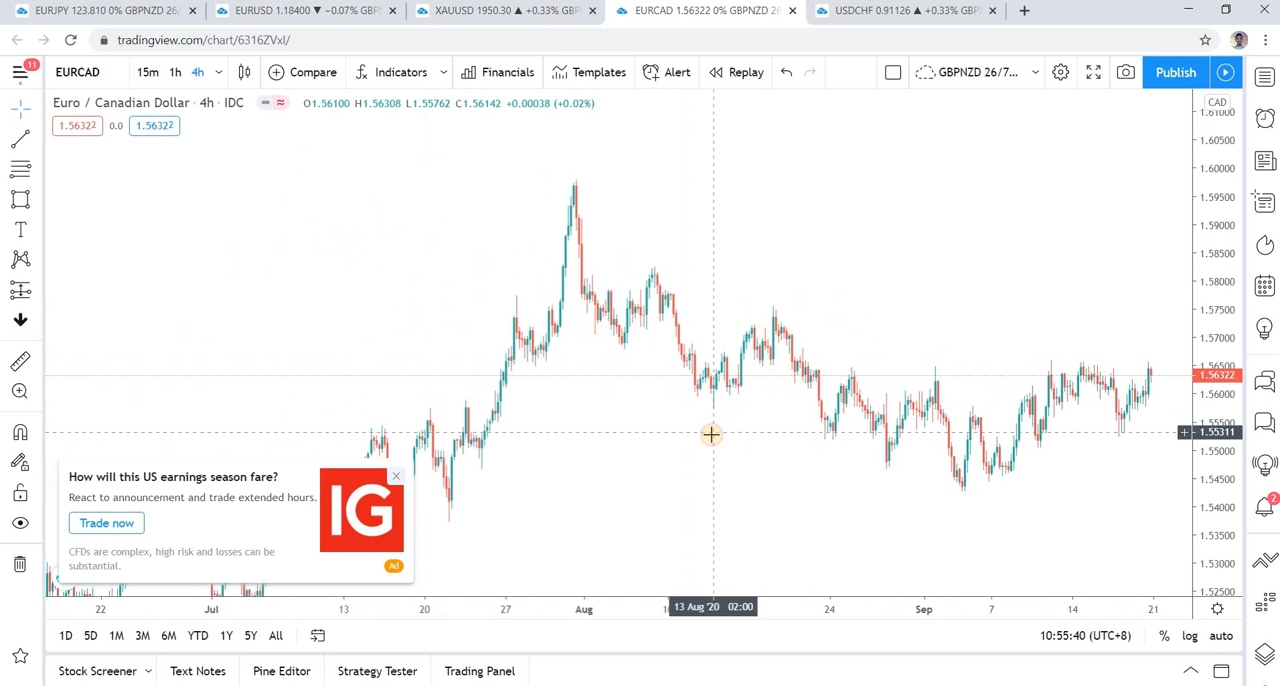 EURJPY 123.810 0% GBPNZD 26/
EURUSD 1.18400 ▼ −0.07% GBP
XAUUSD 1950.30 ▲ +0.33% GBP
EURCAD 1.56322 0% GBPNZD 26
USDCHF 0.91126 ▲ +0.33% GBP
tradingview.com/chart/6316ZVxI/
11
EURCAD 15m 1h 4h Compare Indicators Financials Templates Alert Replay GBPNZD 26/7... Publish
Euro / Canadian Dollar · 4h · IDC O1.56100 H1.56308 L1.55762 C1.56142 +0.00038 (+0.02%)
CAD
1.56322 0.0 1.56322
1.61000
1.60500
1.60000
1.59500
1.59000
1.58500
1.58000
1.57500
1.57000
1.56500
1.56322
1.56000
1.55500
1.55311
1.55000
1.54500
1.54000
1.53500
1.53000
1.52500
How will this US earnings season fare?
React to announcement and trade extended hours.
Trade now
CFDs are complex, high risk and losses can be
substantial.
IG
Ad
2
22 Jul 13 20 27 Aug 13 Aug '20 02:00 24 Sep 7 14 21
1D 5D 1M 3M 6M YTD 1Y 5Y All 10:55:40 (UTC+8) % log auto
Stock Screener Text Notes Pine Editor Strategy Tester Trading Panel